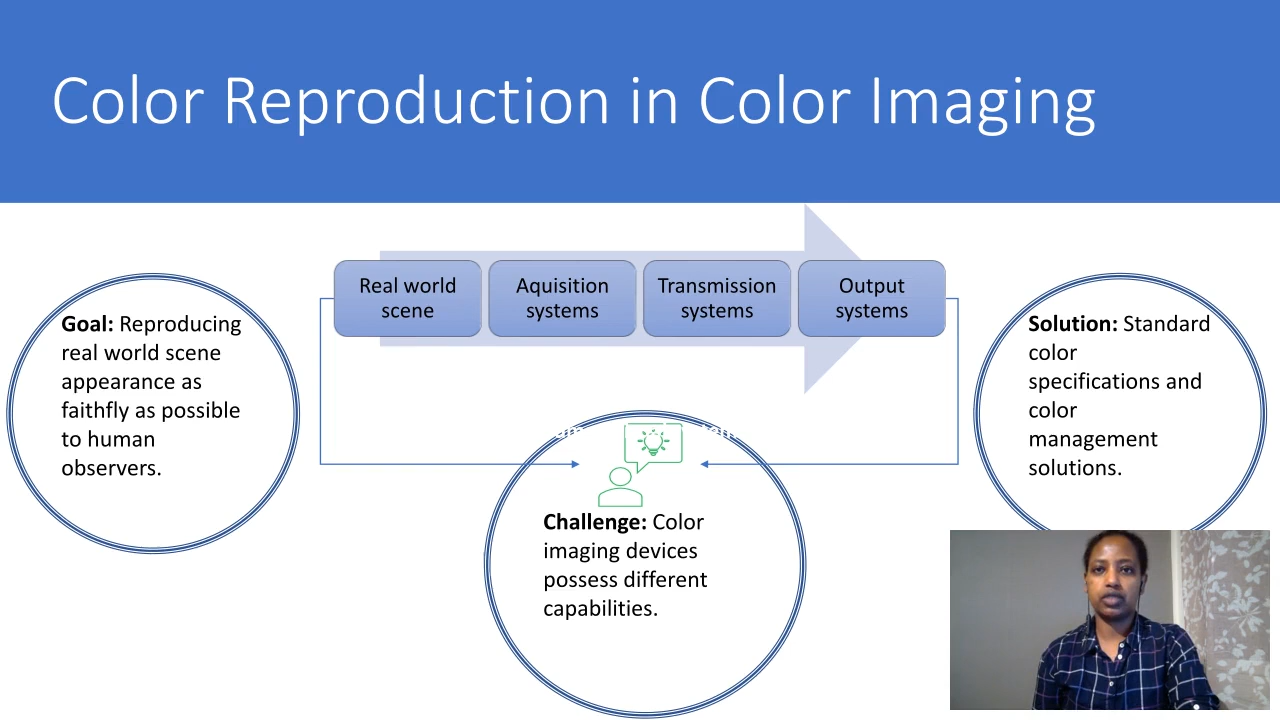 Color Reproduction in Color Imaging
Real world
scene
Aquisition
systems
Transmission
systems
Output
systems
Goal: Reproducing
real world scene
appearance as
faithfly as possible
to human
observers.
Challenge: Color
imaging devices
possess different
capabilities.
Solution: Standard
color
specifications and
color
management
solutions.